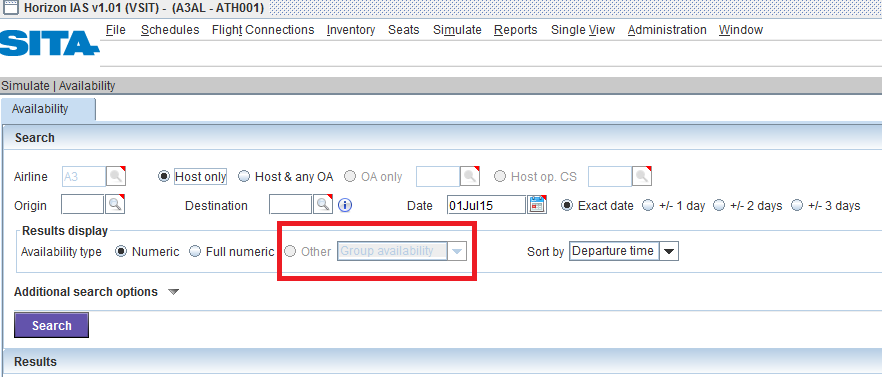 Horizon IAS v1.01 (VSIT) - (A3AL - ATH001)
File Schedules Flight Connections Inventory Seats Simulate Reports Single View Administration Window
SITA
Simulate | Availability
Availability
Search
Airline A3 Host only Host & any OA OA only Host op. CS
Origin Destination Date 01Jul15 Exact date +/- 1 day +/- 2 days +/- 3 days
Results display
Availability type Numeric Full numeric Other Group availability Sort by Departure time
Additional search options
Search
Results